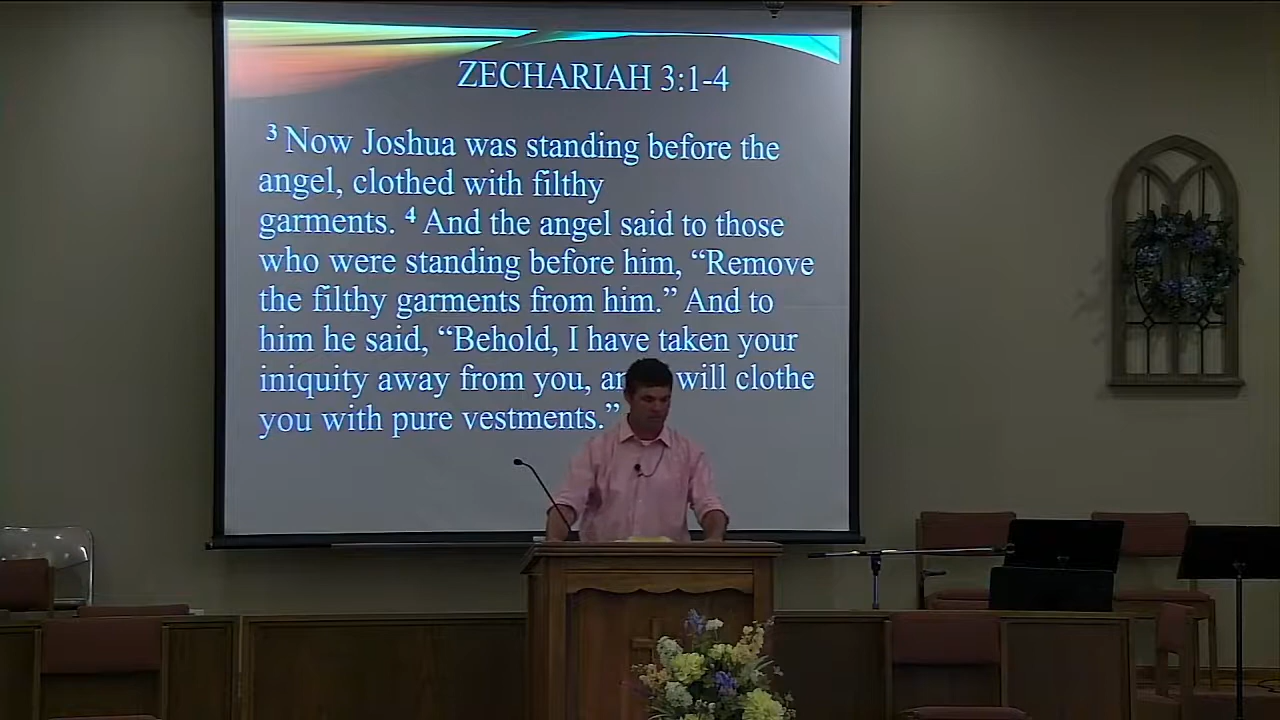 ZECHARIAH 3:1-4
3 Now Joshua was standing before the
angel, clothed with filthy
garments. 4 And the angel said to those
who were standing before him, “Remove
the filthy garments from him.” And to
him he said, “Behold, I have taken your
iniquity away from you, an will clothe
you with pure vestments.”